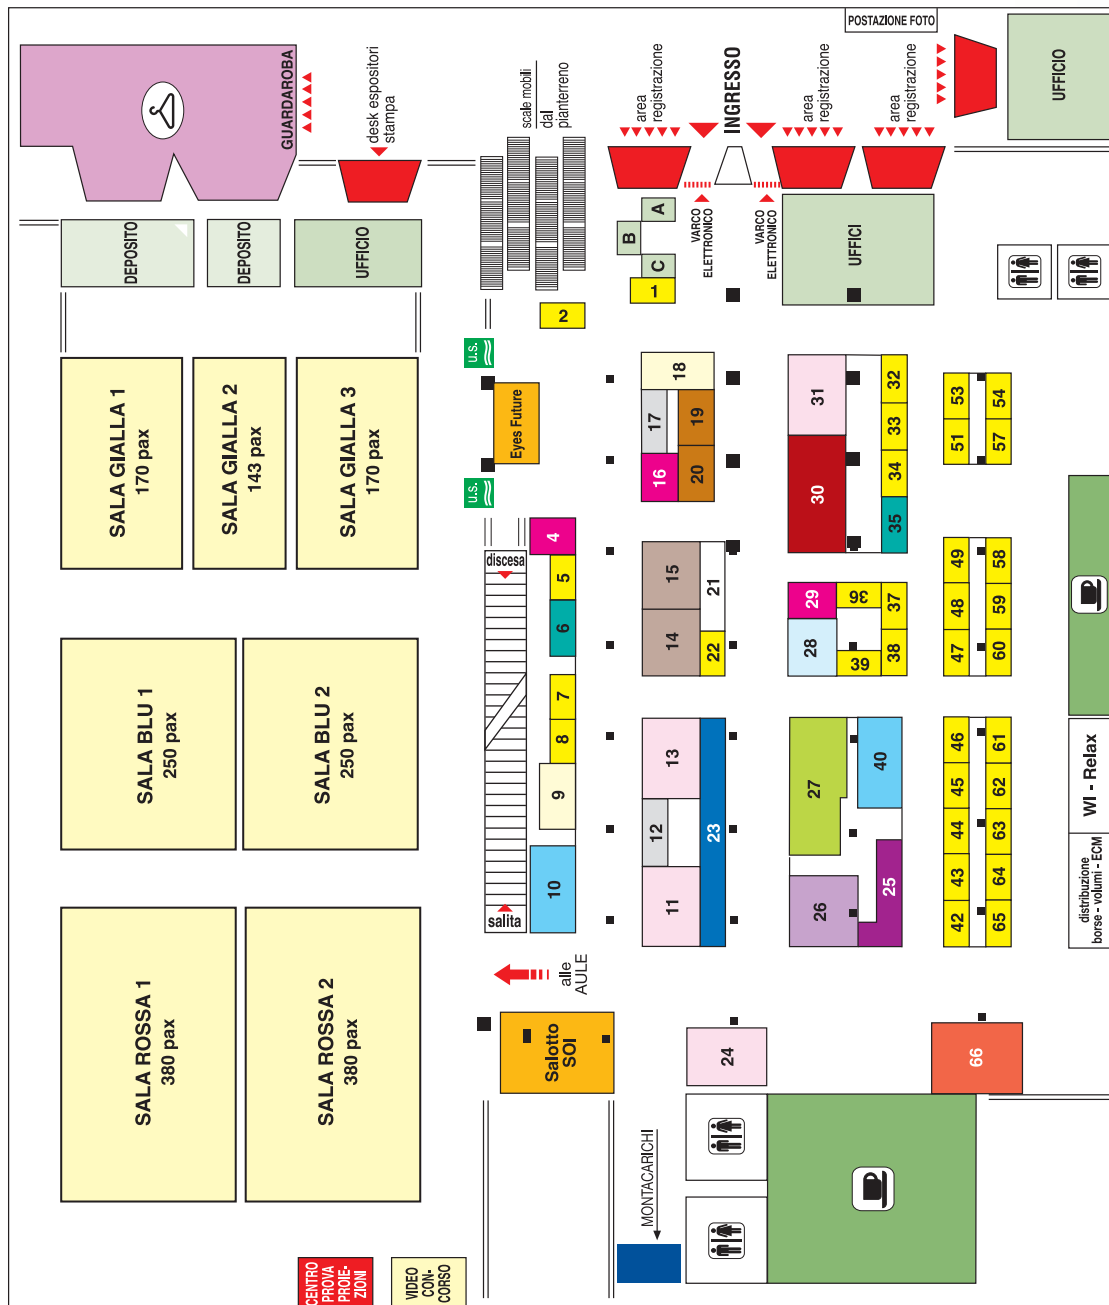 POSTAZIONE FOTO
UFFICIO
GUARDAROBA
desk espositori
stampa
scale mobili
dal
pianterreno
area
registrazione
INGRESSO
area
registrazione
area
registrazione
DEPOSITO
DEPOSITO
UFFICIO
A
B
C
1
2
VARCO
ELETTRONICO
VARCO
ELETTRONICO
UFFICI
SALA GIALLA 1
170 pax
SALA GIALLA 2
143 pax
SALA GIALLA 3
170 pax
u.s.
Eyes Future
u.s.
18
17
19
16
20
31
30
32
33
34
35
53
54
51
57
discesa
4
5
6
7
8
9
10
salita
15
14
21
22
29
28
36
37
38
39
49
58
48
59
47
60
SALA BLU 1
250 pax
SALA BLU 2
250 pax
13
12
11
23
27
40
26
25
46
61
45
62
44
63
43
64
42
65
WI - Relax
distribuzione
borse - volumi - ECM
SALA ROSSA 1
380 pax
SALA ROSSA 2
380 pax
alle
AULE
Salotto
SOI
24
66
MONTACARICHI
CENTRO
PROVA
PROIE-
ZIONI
VIDEO
CON-
CORSO